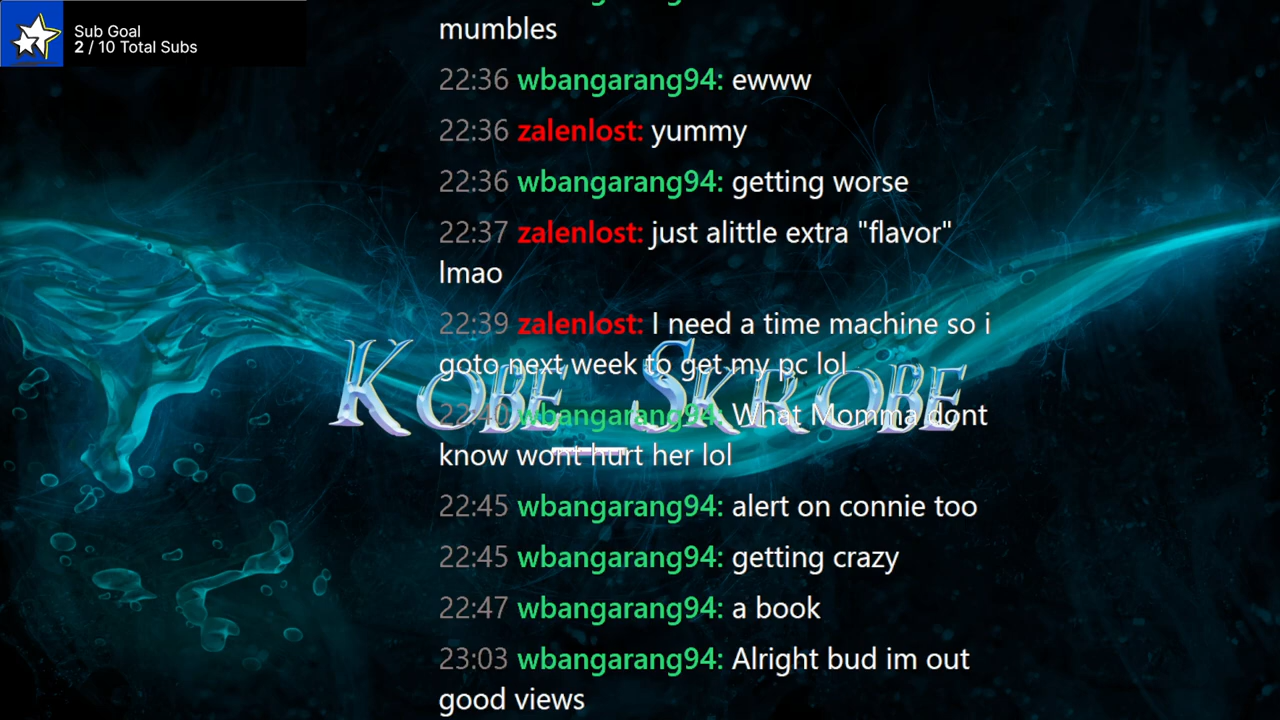 Sub Goal
2 / 10 Total Subs
mumbles
22:36 wbangarang94: ewww
22:36 zalenlost: yummy
22:36 wbangarang94: getting worse
22:37 zalenlost: just alittle extra "flavor"
lmao
22:39 zalenlost: I need a time machine so i
goto next week to get my pc lol
KOBE_SKROBE
22:40 wbangarang94: What Momma dont
know wont hurt her lol
22:45 wbangarang94: alert on connie too
22:45 wbangarang94: getting crazy
22:47 wbangarang94: a book
23:03 wbangarang94: Alright bud im out
good views